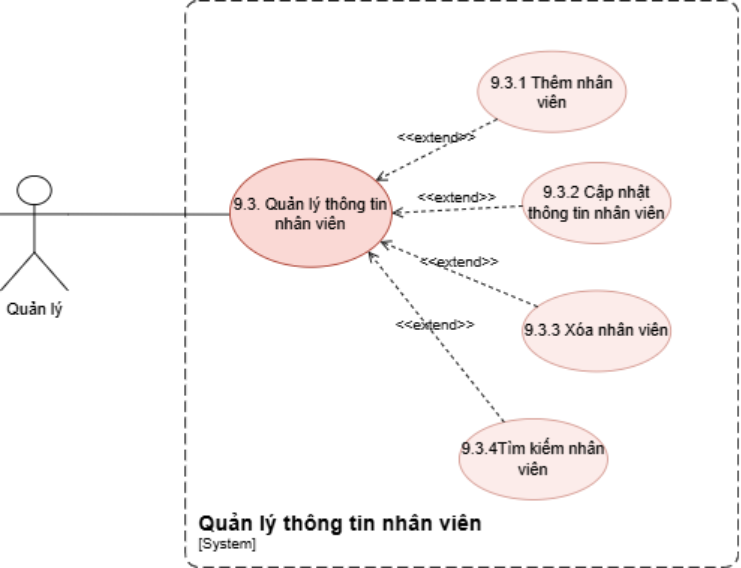 9.3.1 Thêm nhân
viên
<<extend>>
9.3.2 Cập nhật
thông tin nhân viên
<<extend>>
9.3. Quản lý thông tin
nhân viên
<<extend>>
Quản lý
<<extend>>
9.3.3 Xóa nhân viên
9.3.4Tìm kiếm nhân
viên
Quản lý thông tin nhân viên
[System]